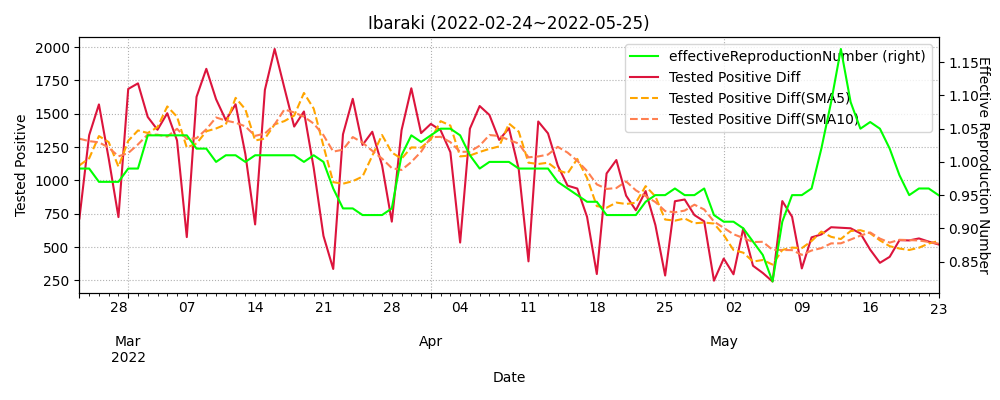 Ibaraki (2022-02-24~2022-05-25)
effectiveReproductionNumber (right)
Tested Positive Diff
Tested Positive Diff(SMA5)
Tested Positive Diff(SMA10)
Tested Positive
2000
1750
1500
1250
1000
750
500
250
Effective Reproduction Number
1.15
1.10
1.05
1.00
0.95
0.90
0.85
28 07 14 21 28 04 11 18 25 02 09 16 23
Mar Apr May
2022
Date